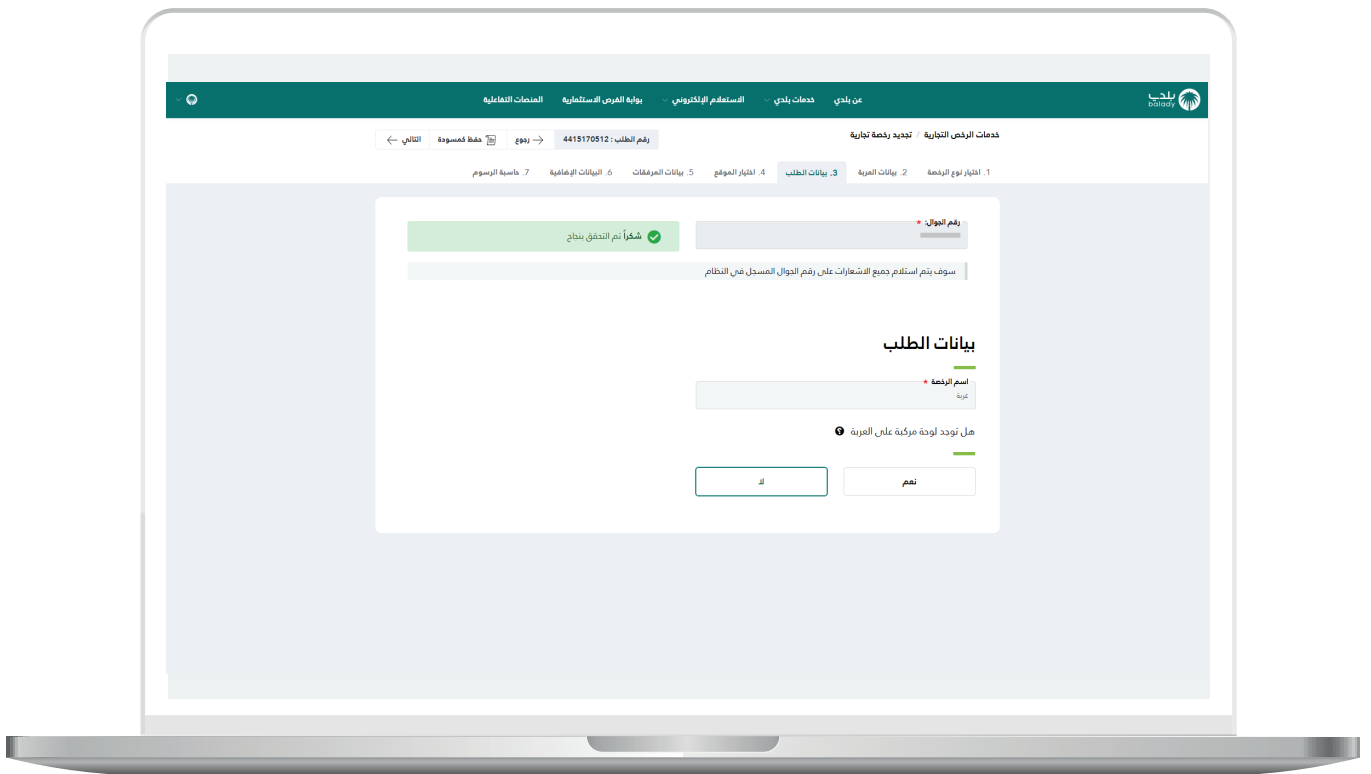 بلدي
balady
عن بلدي خدمات بلدي الاستعلام الإلكتروني بوابة الفرص الاستثمارية المنصات التفاعلية
خدمات الرخص التجارية / تجديد رخصة تجارية
رقم الطلب : 4415170512 رجوع حفظ كمسودة التالي
1. اختيار نوع الرخصة 2. بيانات العربة 3. بيانات الطلب 4. اختيار الموقع 5. بيانات المرفقات 6. البيانات الإضافية 7. حاسبة الرسوم
رقم الجوال: *
شكراً تم التحقق بنجاح
سوف يتم استلام جميع الاشعارات على رقم الجوال المسجل في النظام
بيانات الطلب
اسم الرخصة *
عربة
هل توجد لوحة مركبة على العربة
نعم لا